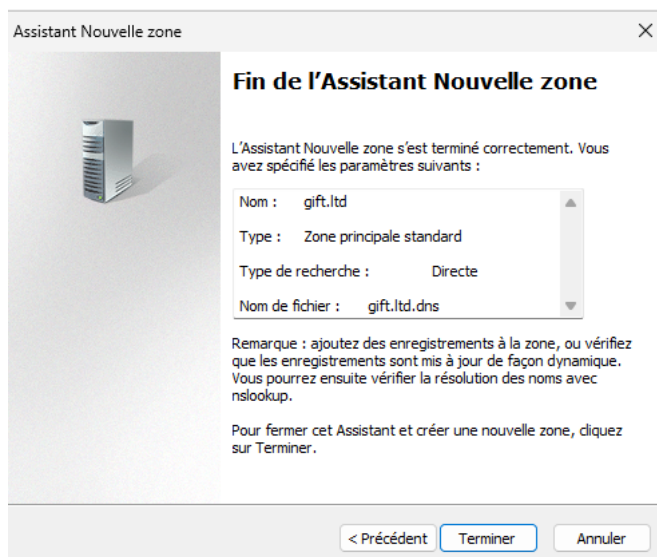 Assistant Nouvelle zone
Fin de l'Assistant Nouvelle zone
L'Assistant Nouvelle zone s'est terminé correctement. Vous
avez spécifié les paramètres suivants :
Nom : gift.ltd
Type : Zone principale standard
Type de recherche : Directe
Nom de fichier : gift.ltd.dns
Remarque : ajoutez des enregistrements à la zone, ou vérifiez
que les enregistrements sont mis à jour de façon dynamique.
Vous pourrez ensuite vérifier la résolution des noms avec
nslookup.
Pour fermer cet Assistant et créer une nouvelle zone, cliquez
sur Terminer.
< Précédent Terminer Annuler